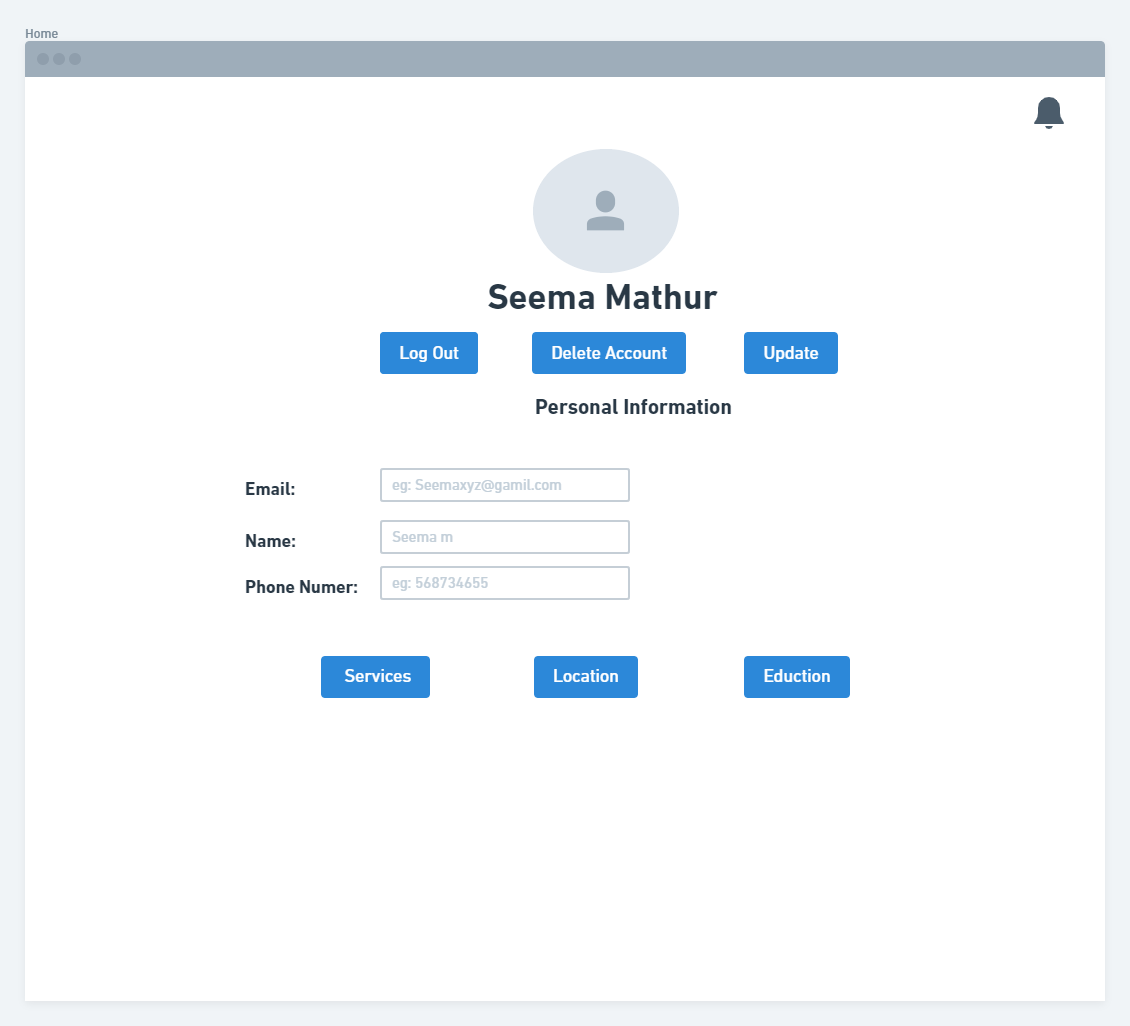 Home
Seema Mathur
Log Out Delete Account Update
Personal Information
Email: eg: Seemaxyz@gamil.com
Name: Seema m
Phone Numer: eg: 568734655
Services Location Eduction